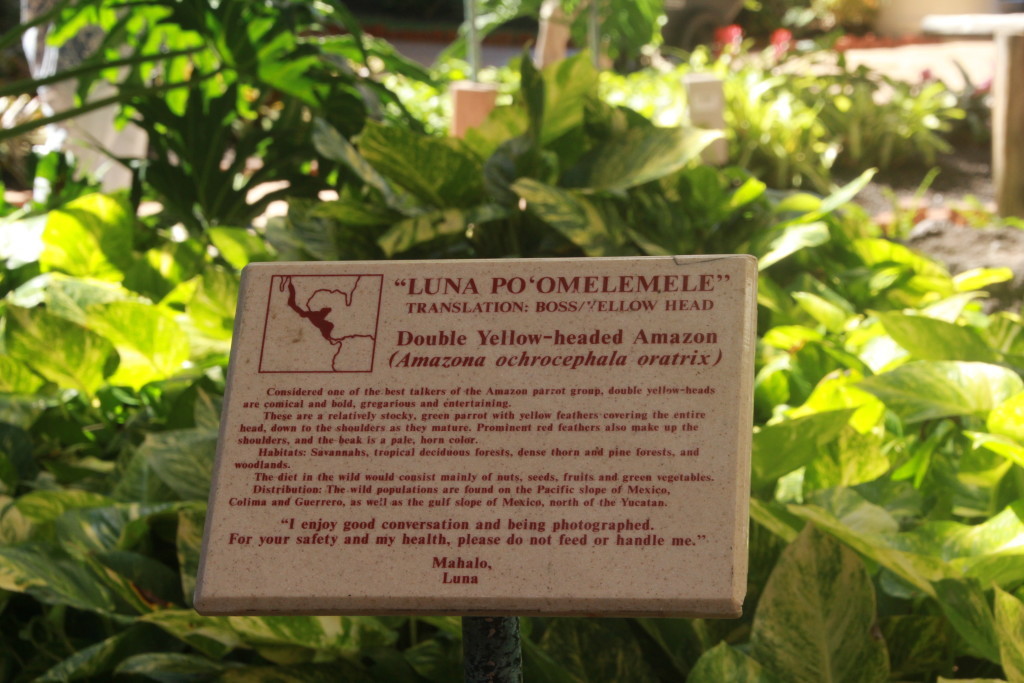 “LUNA PO‘OMELEMELE”
TRANSLATION: BOSS/YELLOW HEAD
Double Yellow-headed Amazon
(Amazona ochrocephala oratrix)
Considered one of the best talkers of the Amazon parrot group, double yellow-heads
are comical and bold, gregarious and entertaining.
These are a relatively stocky, green parrot with yellow feathers covering the entire
head, down to the shoulders as they mature. Prominent red feathers also make up the
shoulders, and the beak is a pale, horn color.
Habitats: Savannahs, tropical deciduous forests, dense thorn and pine forests, and
woodlands.
The diet in the wild would consist mainly of nuts, seeds, fruits and green vegetables.
Distribution: The wild populations are found on the Pacific slope of Mexico,
Colima and Guerrero, as well as the gulf slope of Mexico, north of the Yucatan.
“I enjoy good conversation and being photographed.
For your safety and my health, please do not feed or handle me.”
Mahalo,
Luna